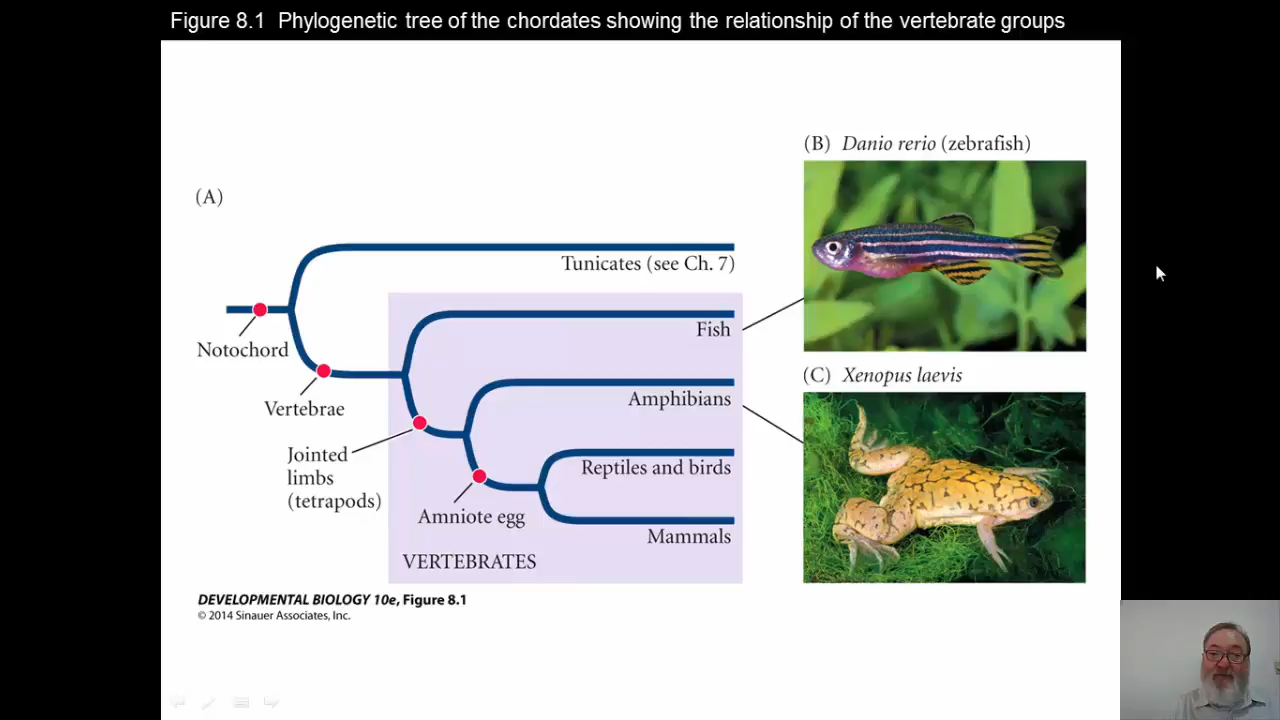 Figure 8.1 Phylogenetic tree of the chordates showing the relationship of the vertebrate groups
(A)
Tunicates (see Ch. 7)
Fish
Notochord
Vertebrae
Amphibians
Jointed
limbs
(tetrapods)
Reptiles and birds
Amniote egg
Mammals
VERTEBRATES
(B) Danio rerio (zebrafish)
(C) Xenopus laevis
DEVELOPMENTAL BIOLOGY 10e, Figure 8.1
© 2014 Sinauer Associates, Inc.